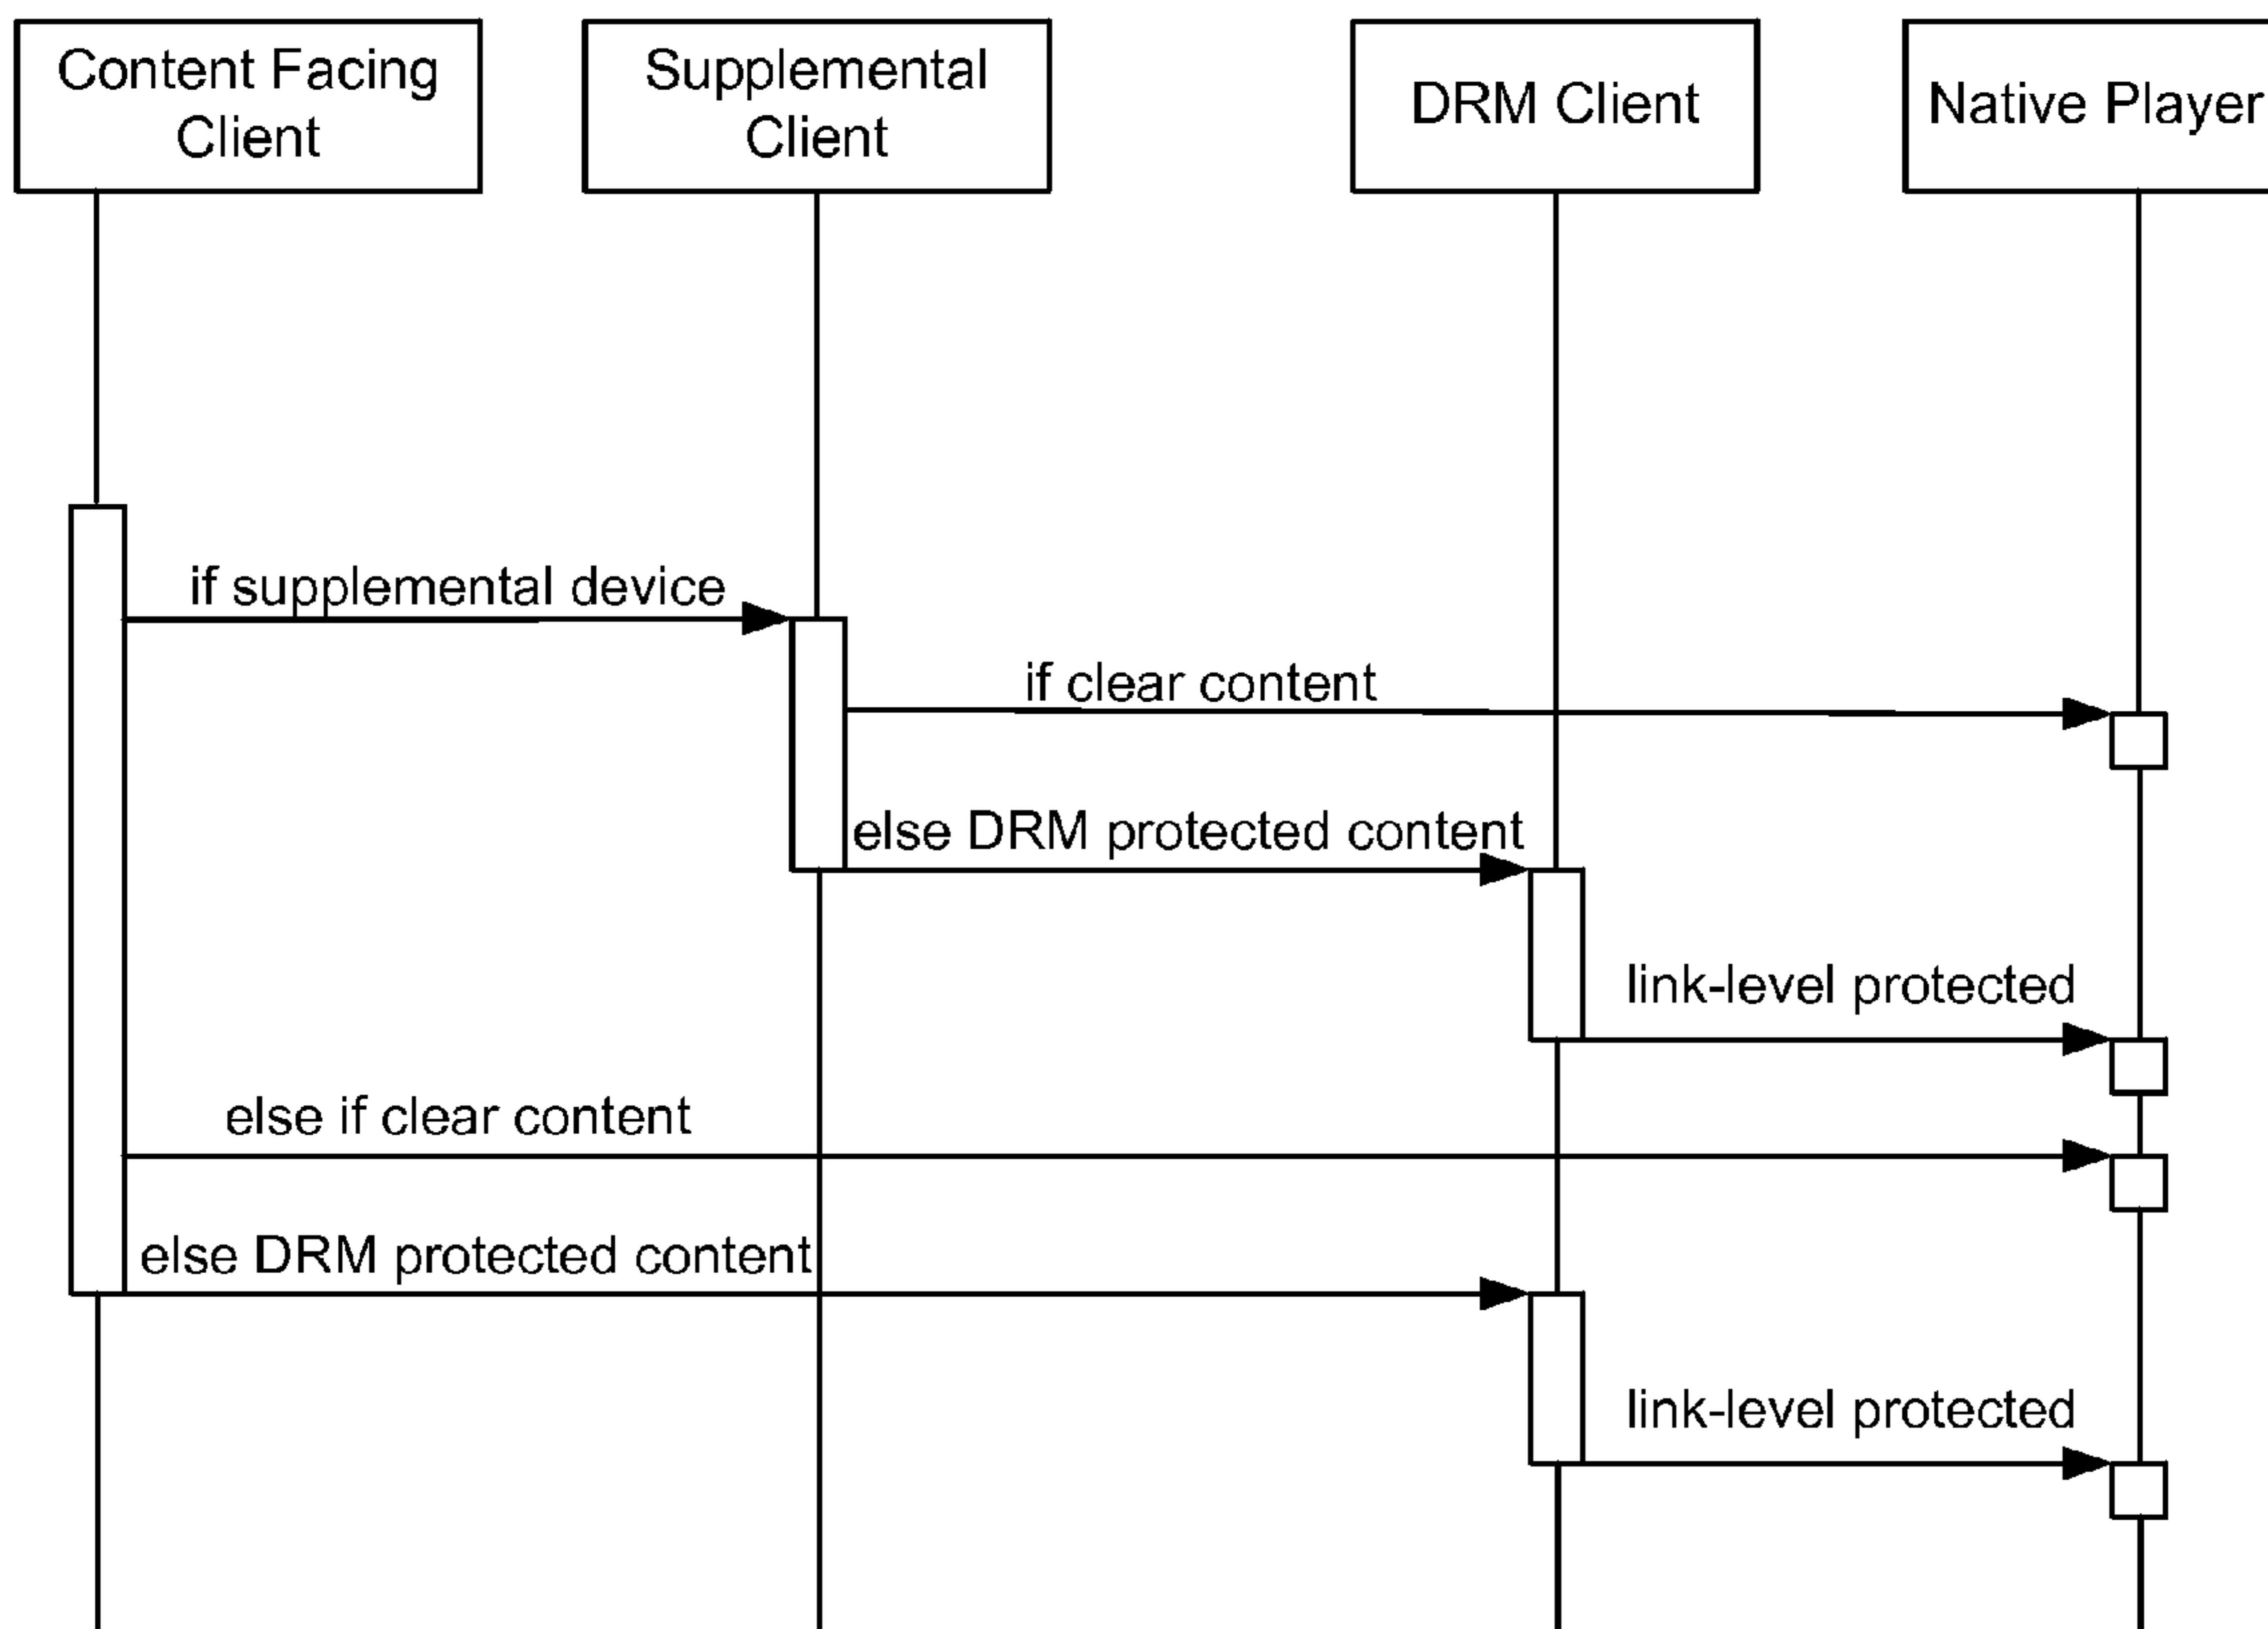 Content Facing
Client
Supplemental
Client
DRM Client
Native Player
if supplemental device
if clear content
else DRM protected content
link-level protected
else if clear content
else DRM protected content
link-level protected